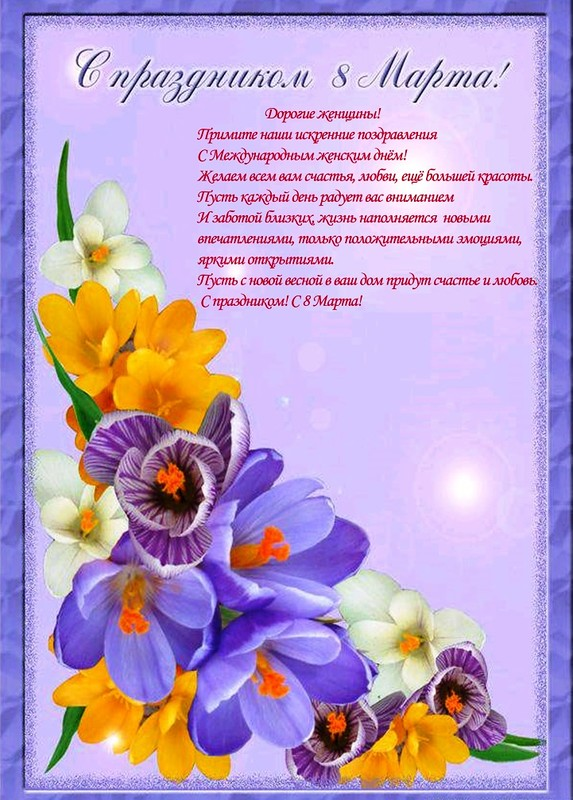 С праздником 8 Марта!
Дорогие женщины!
Примите наши искренние поздравления
С Международным женским днём!
Желаем всем вам счастья, любви, ещё большей красоты.
Пусть каждый день радует вас вниманием
И заботой близких, жизнь наполняется новыми
впечатлениями, только положительными эмоциями,
яркими открытиями.
Пусть с новой весной в ваш дом придут счастье и любовь.
С праздником! С 8 Марта!